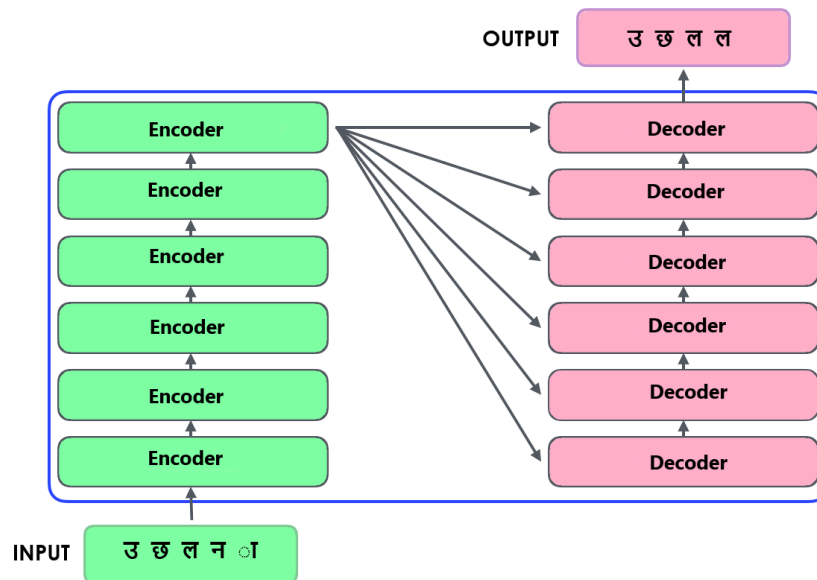 OUTPUT उ छ ल ल
Encoder Decoder
Encoder Decoder
Encoder Decoder
Encoder Decoder
Encoder Decoder
Encoder Decoder
INPUT उ छ ल न ा